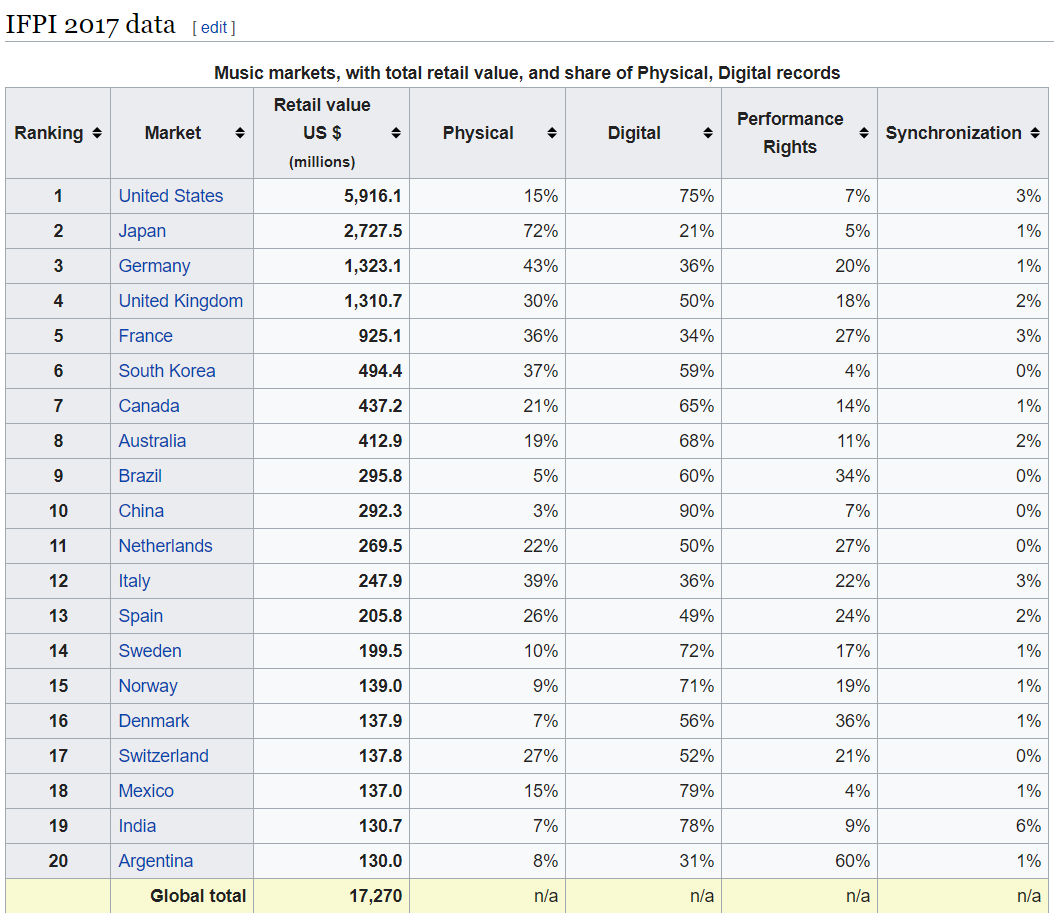 IFPI 2017 data [ edit ]
Music markets, with total retail value, and share of Physical, Digital records
Ranking Market Retail value US $ (millions) Physical Digital Performance Rights Synchronization
1 United States 5,916.1 15% 75% 7% 3%
2 Japan 2,727.5 72% 21% 5% 1%
3 Germany 1,323.1 43% 36% 20% 1%
4 United Kingdom 1,310.7 30% 50% 18% 2%
5 France 925.1 36% 34% 27% 3%
6 South Korea 494.4 37% 59% 4% 0%
7 Canada 437.2 21% 65% 14% 1%
8 Australia 412.9 19% 68% 11% 2%
9 Brazil 295.8 5% 60% 34% 0%
10 China 292.3 3% 90% 7% 0%
11 Netherlands 269.5 22% 50% 27% 0%
12 Italy 247.9 39% 36% 22% 3%
13 Spain 205.8 26% 49% 24% 2%
14 Sweden 199.5 10% 72% 17% 1%
15 Norway 139.0 9% 71% 19% 1%
16 Denmark 137.9 7% 56% 36% 1%
17 Switzerland 137.8 27% 52% 21% 0%
18 Mexico 137.0 15% 79% 4% 1%
19 India 130.7 7% 78% 9% 6%
20 Argentina 130.0 8% 31% 60% 1%
Global total 17,270 n/a n/a n/a n/a